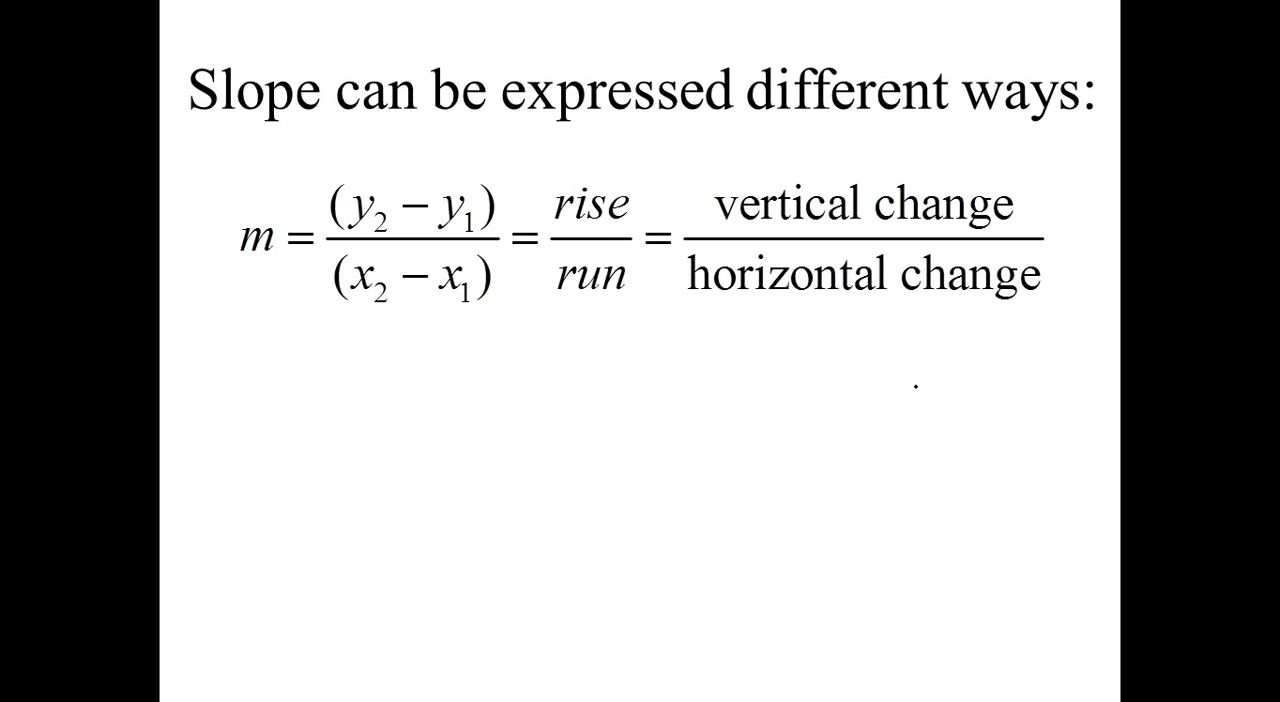 Slope can be expressed different ways:
m = (y₂ − y₁)/(x₂ − x₁) = rise/run = vertical change/horizontal change